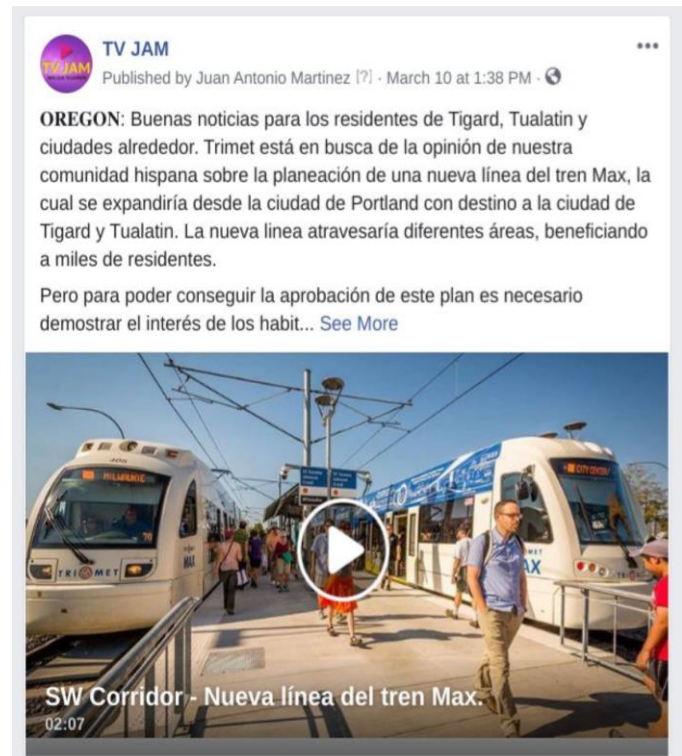 TV JAM
TV JAM
Published by Juan Antonio Martinez [?] · March 10 at 1:38 PM ·
OREGON: Buenas noticias para los residentes de Tigard, Tualatin y
ciudades alrededor. Trimet está en busca de la opinión de nuestra
comunidad hispana sobre la planeación de una nueva línea del tren Max, la
cual se expandiría desde la ciudad de Portland con destino a la ciudad de
Tigard y Tualatin. La nueva linea atravesaría diferentes áreas, beneficiando
a miles de residentes.
Pero para poder conseguir la aprobación de este plan es necesario
demostrar el interés de los habit... See More
MILWAUKIE
CITY CENTER
TRIMET
MAX
MET
AX
SW Corridor - Nueva línea del tren Max.
02:07